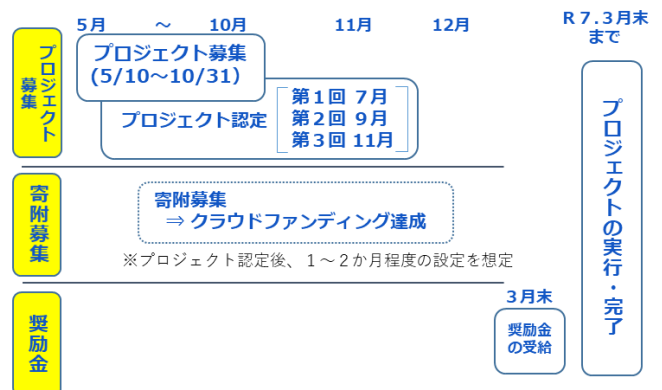 5月 ～ 10月 11月 12月
R7.3月末
まで
プロジェクト
募集
プロジェクト募集
(5/10～10/31）
プロジェクト認定
第１回 ７月
第２回 ９月
第３回 11月
寄附募集
寄附募集
⇒ クラウドファンディング達成
※プロジェクト認定後、１～２か月程度の設定を想定
奨励金
３月末
奨励金
の受給
プロジェクトの実行・完了